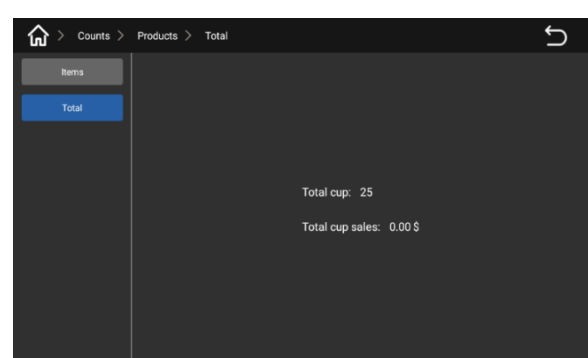 > Counts > Products > Total
Items
Total
Total cup: 25
Total cup sales: 0.00 $